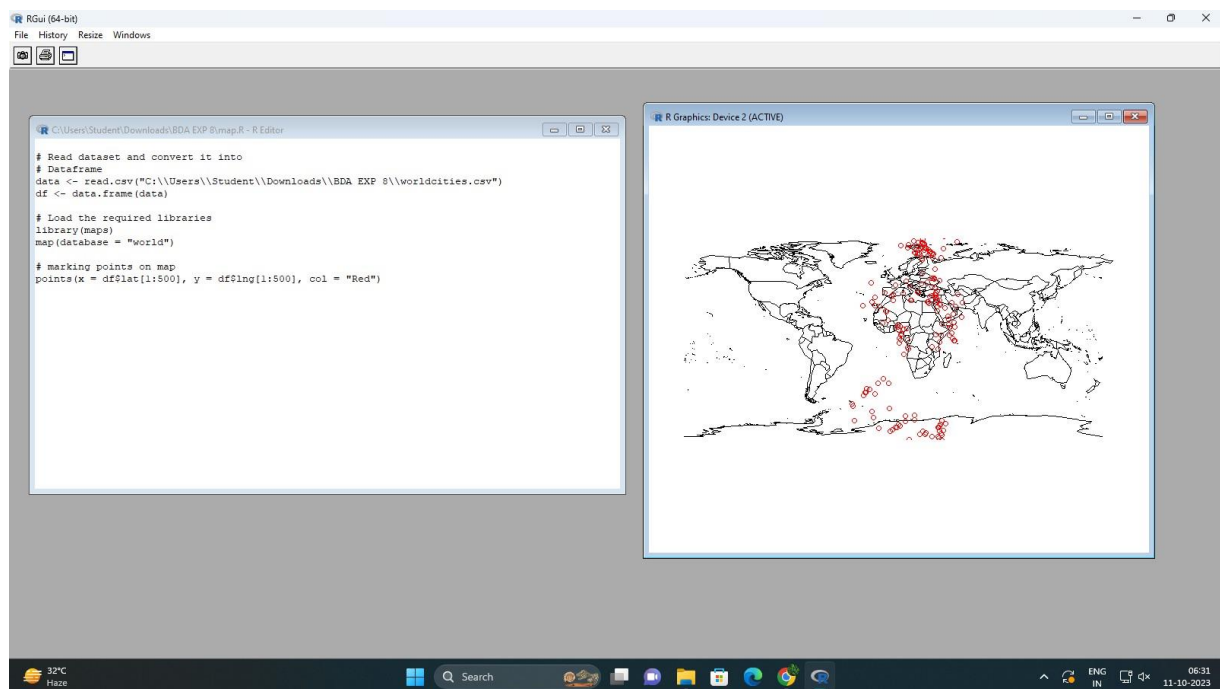 RGui (64-bit)
File History Resize Windows
C:\Users\Student\Downloads\BDA EXP 8\map.R - R Editor
# Read dataset and convert it into
# Dataframe
data <- read.csv("C:\\Users\\Student\\Downloads\\BDA EXP 8\\worldcities.csv")
df <- data.frame(data)
# Load the required libraries
library(maps)
map(database = "world")
# marking points on map
points(x = df$lat[1:500], y = df$lng[1:500], col = "Red")
R Graphics: Device 2 (ACTIVE)
32°C
Haze
Search
ENG
IN
06:31
11-10-2023